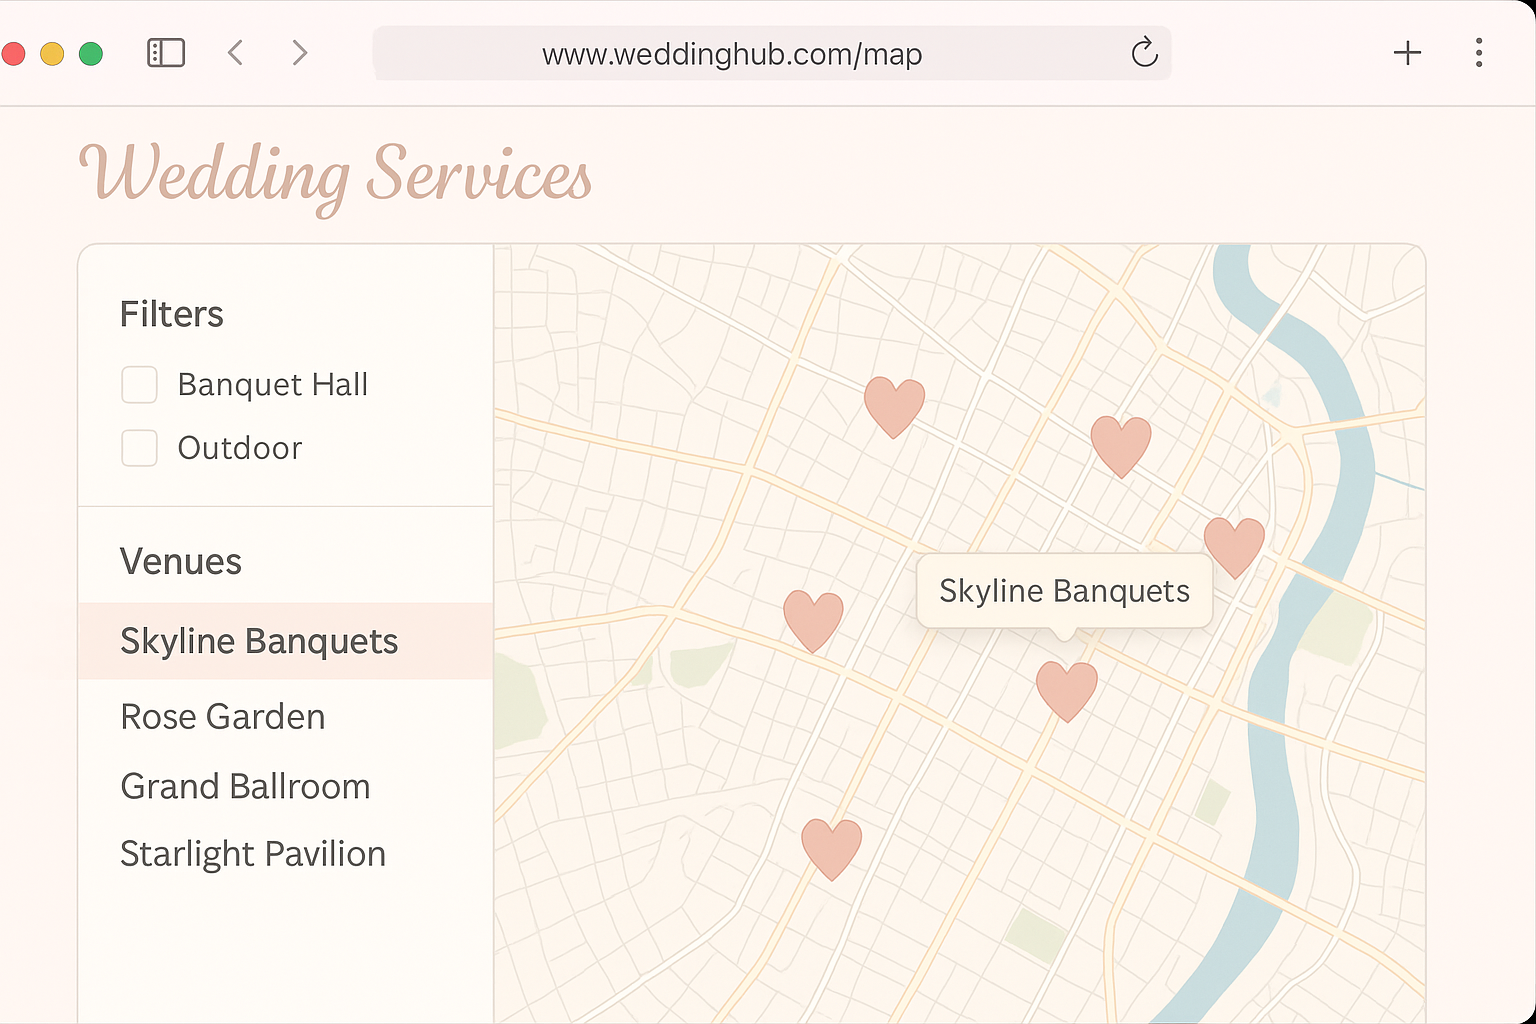 www.weddinghub.com/map
Wedding Services
Filters
Banquet Hall
Outdoor
Venues
Skyline Banquets
Rose Garden
Grand Ballroom
Starlight Pavilion
Skyline Banquets